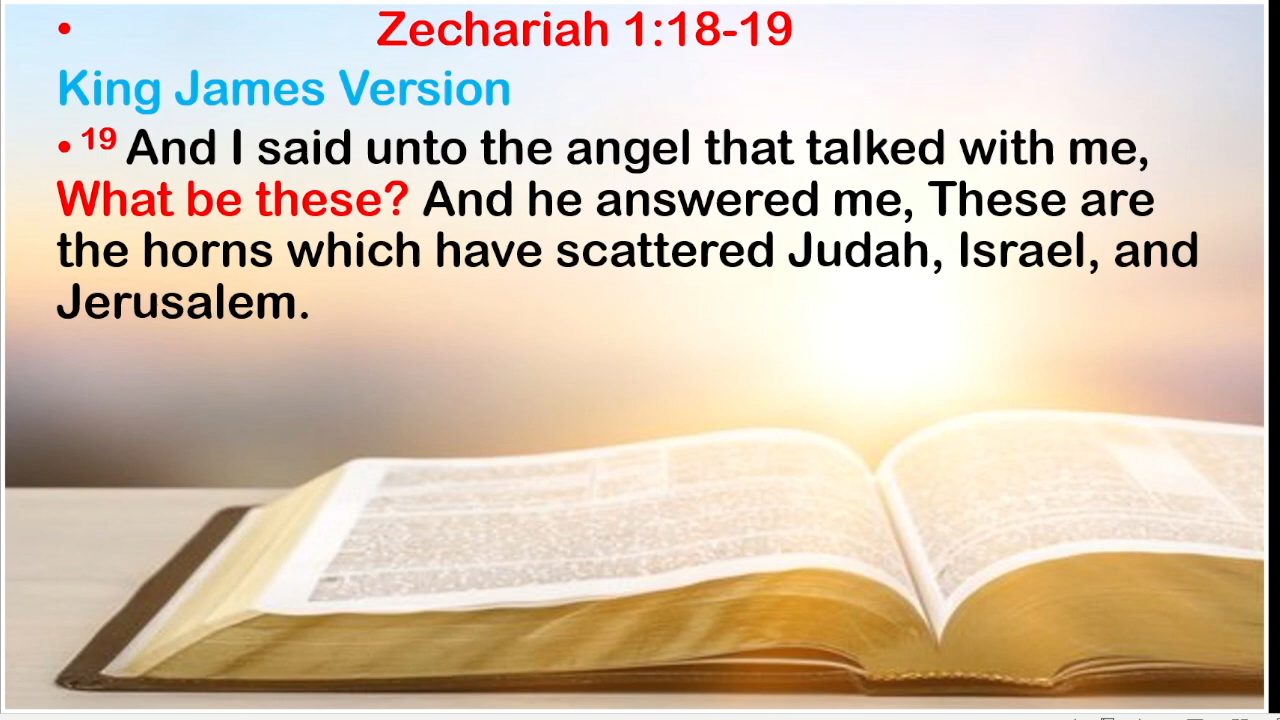 • Zechariah 1:18-19
King James Version
• 19 And I said unto the angel that talked with me,
What be these? And he answered me, These are
the horns which have scattered Judah, Israel, and
Jerusalem.